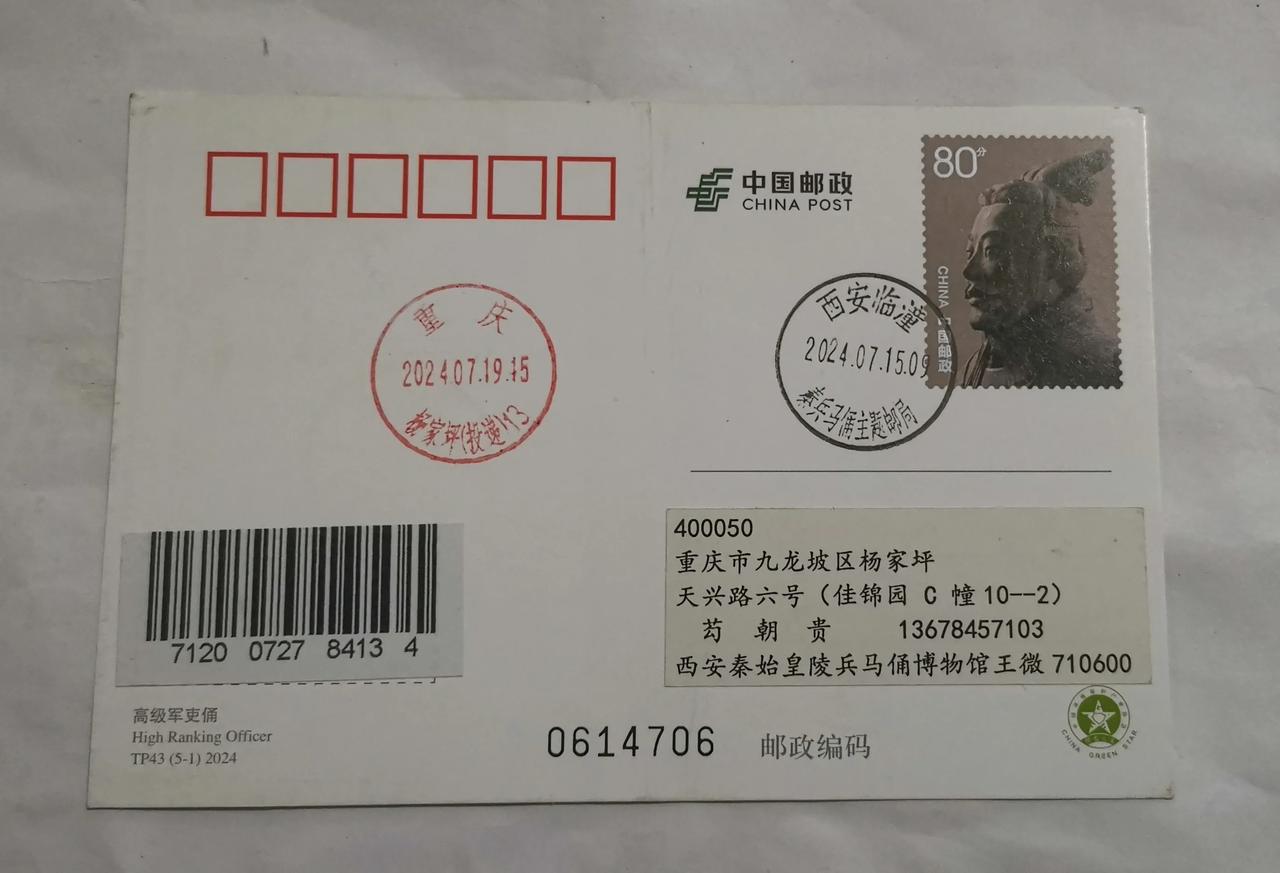 中国邮政
CHINA POST
80分
CHINA 中国邮政
重庆
2024.07.19.15
杨家坪(投递)13
西安临潼
2024.07.15.09
秦兵马俑主题邮局
7120 0727 8413 4
400050
重庆市九龙坡区杨家坪
天兴路六号（佳锦园 C 幢10--2）
芶 朝 贵 13678457103
西安秦始皇陵兵马俑博物馆王微 710600
高级军吏俑
High Ranking Officer
TP43 (5-1) 2024
0614706 邮政编码
CHINA GREEN STAR